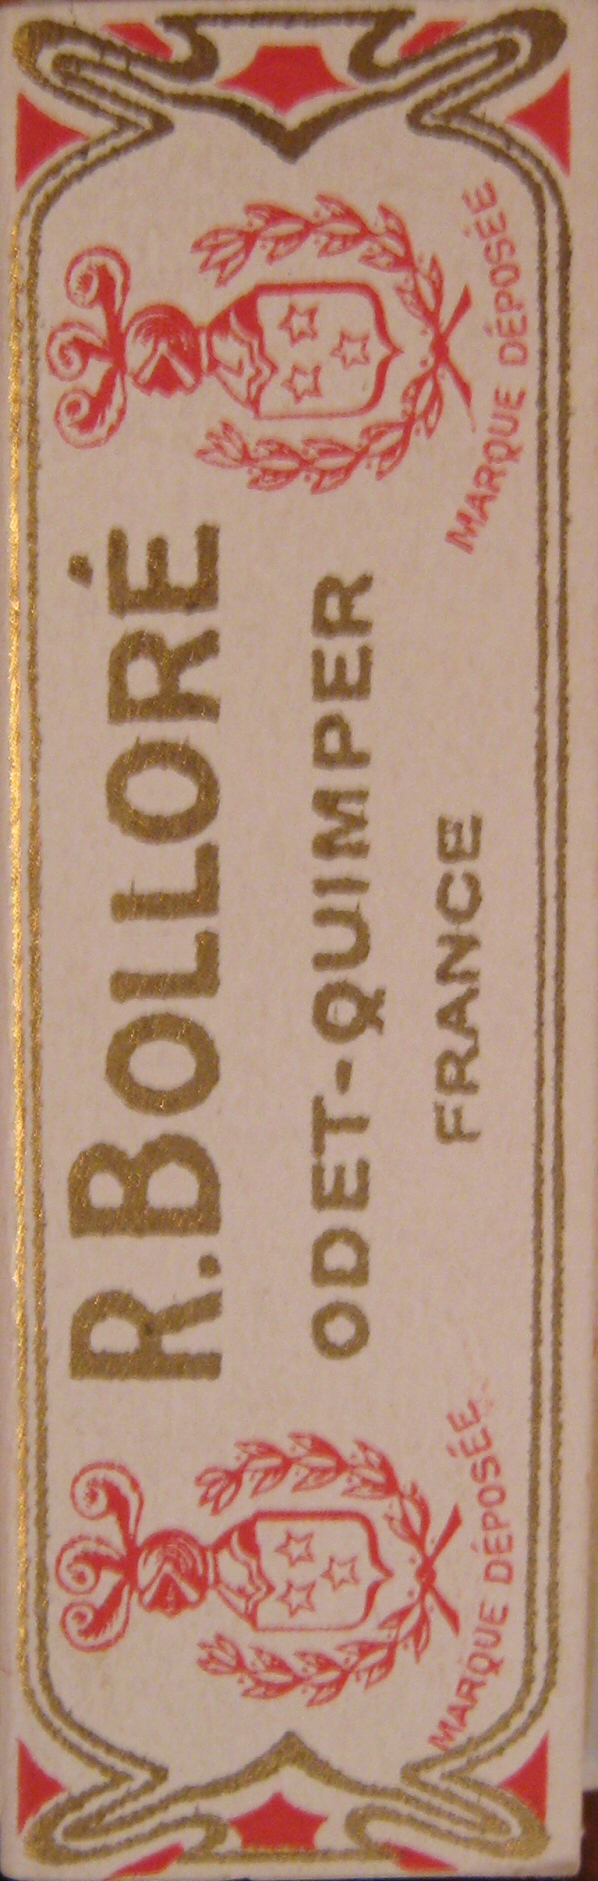 R. BOLLORÉ
ODET-QUIMPER
FRANCE
MARQUE DÉPOSÉE
MARQUE DÉPOSÉE